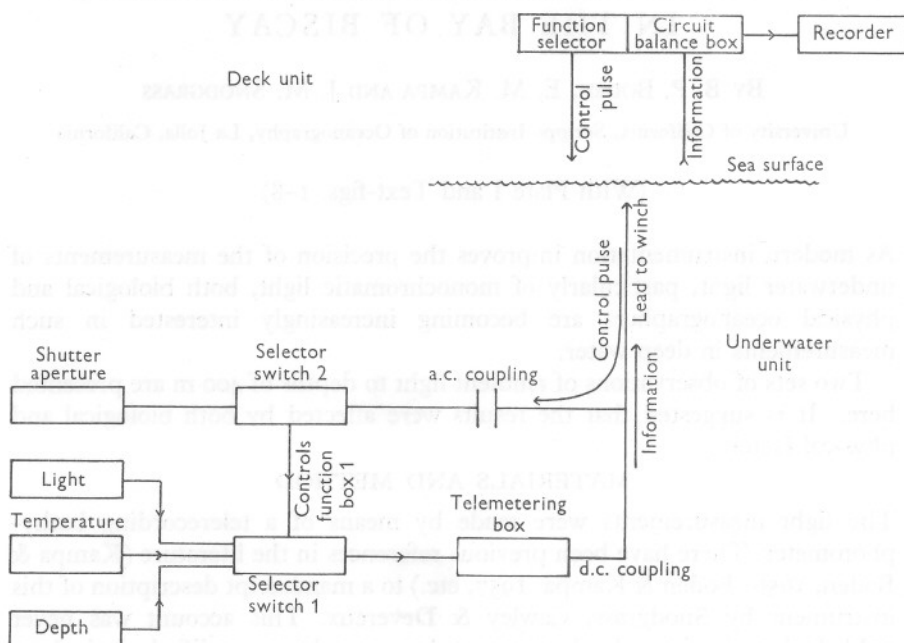 Function
selector
Circuit
balance box
Recorder
Deck unit
Control
pulse
Information
Sea surface
Control pulse
Lead to winch
Underwater
unit
Information
Shutter
aperture
Selector
switch 2
a.c. coupling
Controls
function
box 1
Light
Temperature
Telemetering
box
d.c. coupling
Selector
switch 1
Depth